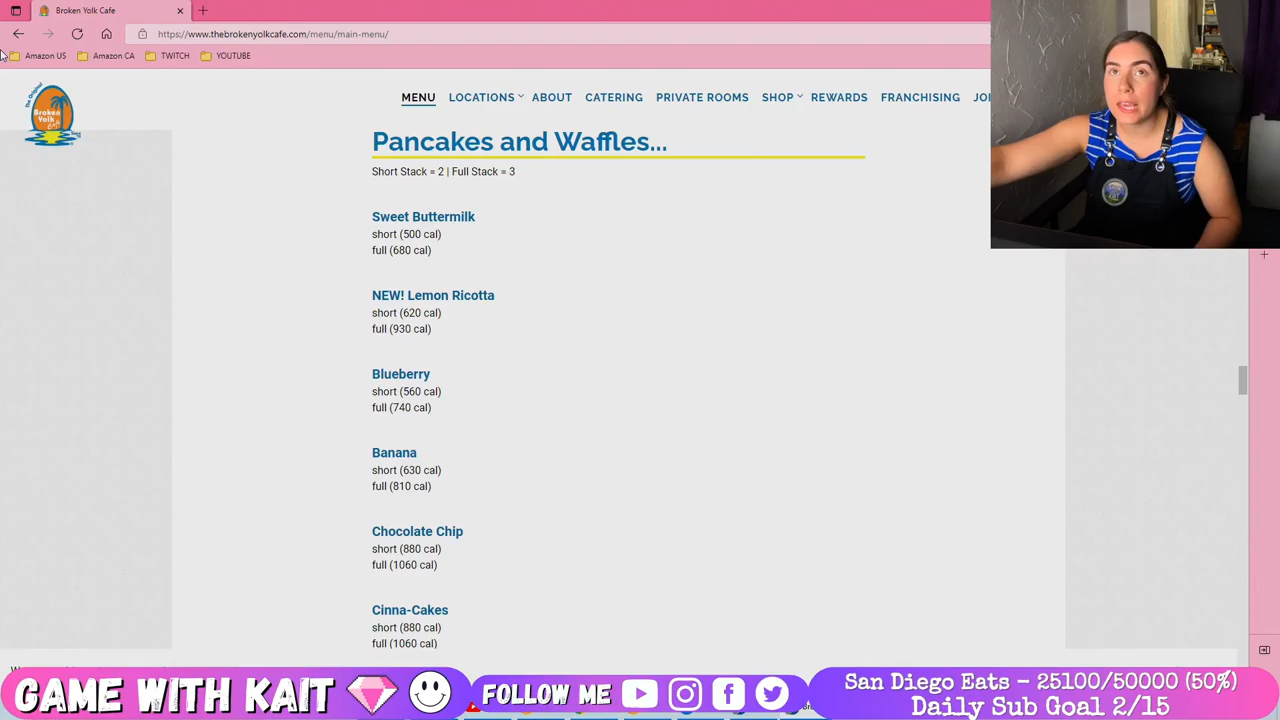 Broken Yolk Cafe
https://www.thebrokenyolkcafe.com/menu/main-menu/
Amazon US
Amazon CA
TWITCH
YOUTUBE
The Original
Broken
Yolk
Cafe
MENU
LOCATIONS
ABOUT
CATERING
PRIVATE ROOMS
SHOP
REWARDS
FRANCHISING
Pancakes and Waffles...
Short Stack = 2 | Full Stack = 3
Sweet Buttermilk
short (500 cal)
full (680 cal)
NEW! Lemon Ricotta
short (620 cal)
full (930 cal)
Blueberry
short (560 cal)
full (740 cal)
Banana
short (630 cal)
full (810 cal)
Chocolate Chip
short (880 cal)
full (1060 cal)
Cinna-Cakes
short (880 cal)
full (1060 cal)
GAME WITH KAIT
FOLLOW ME
San Diego Eats - 25100/50000 (50%)
Daily Sub Goal 2/15